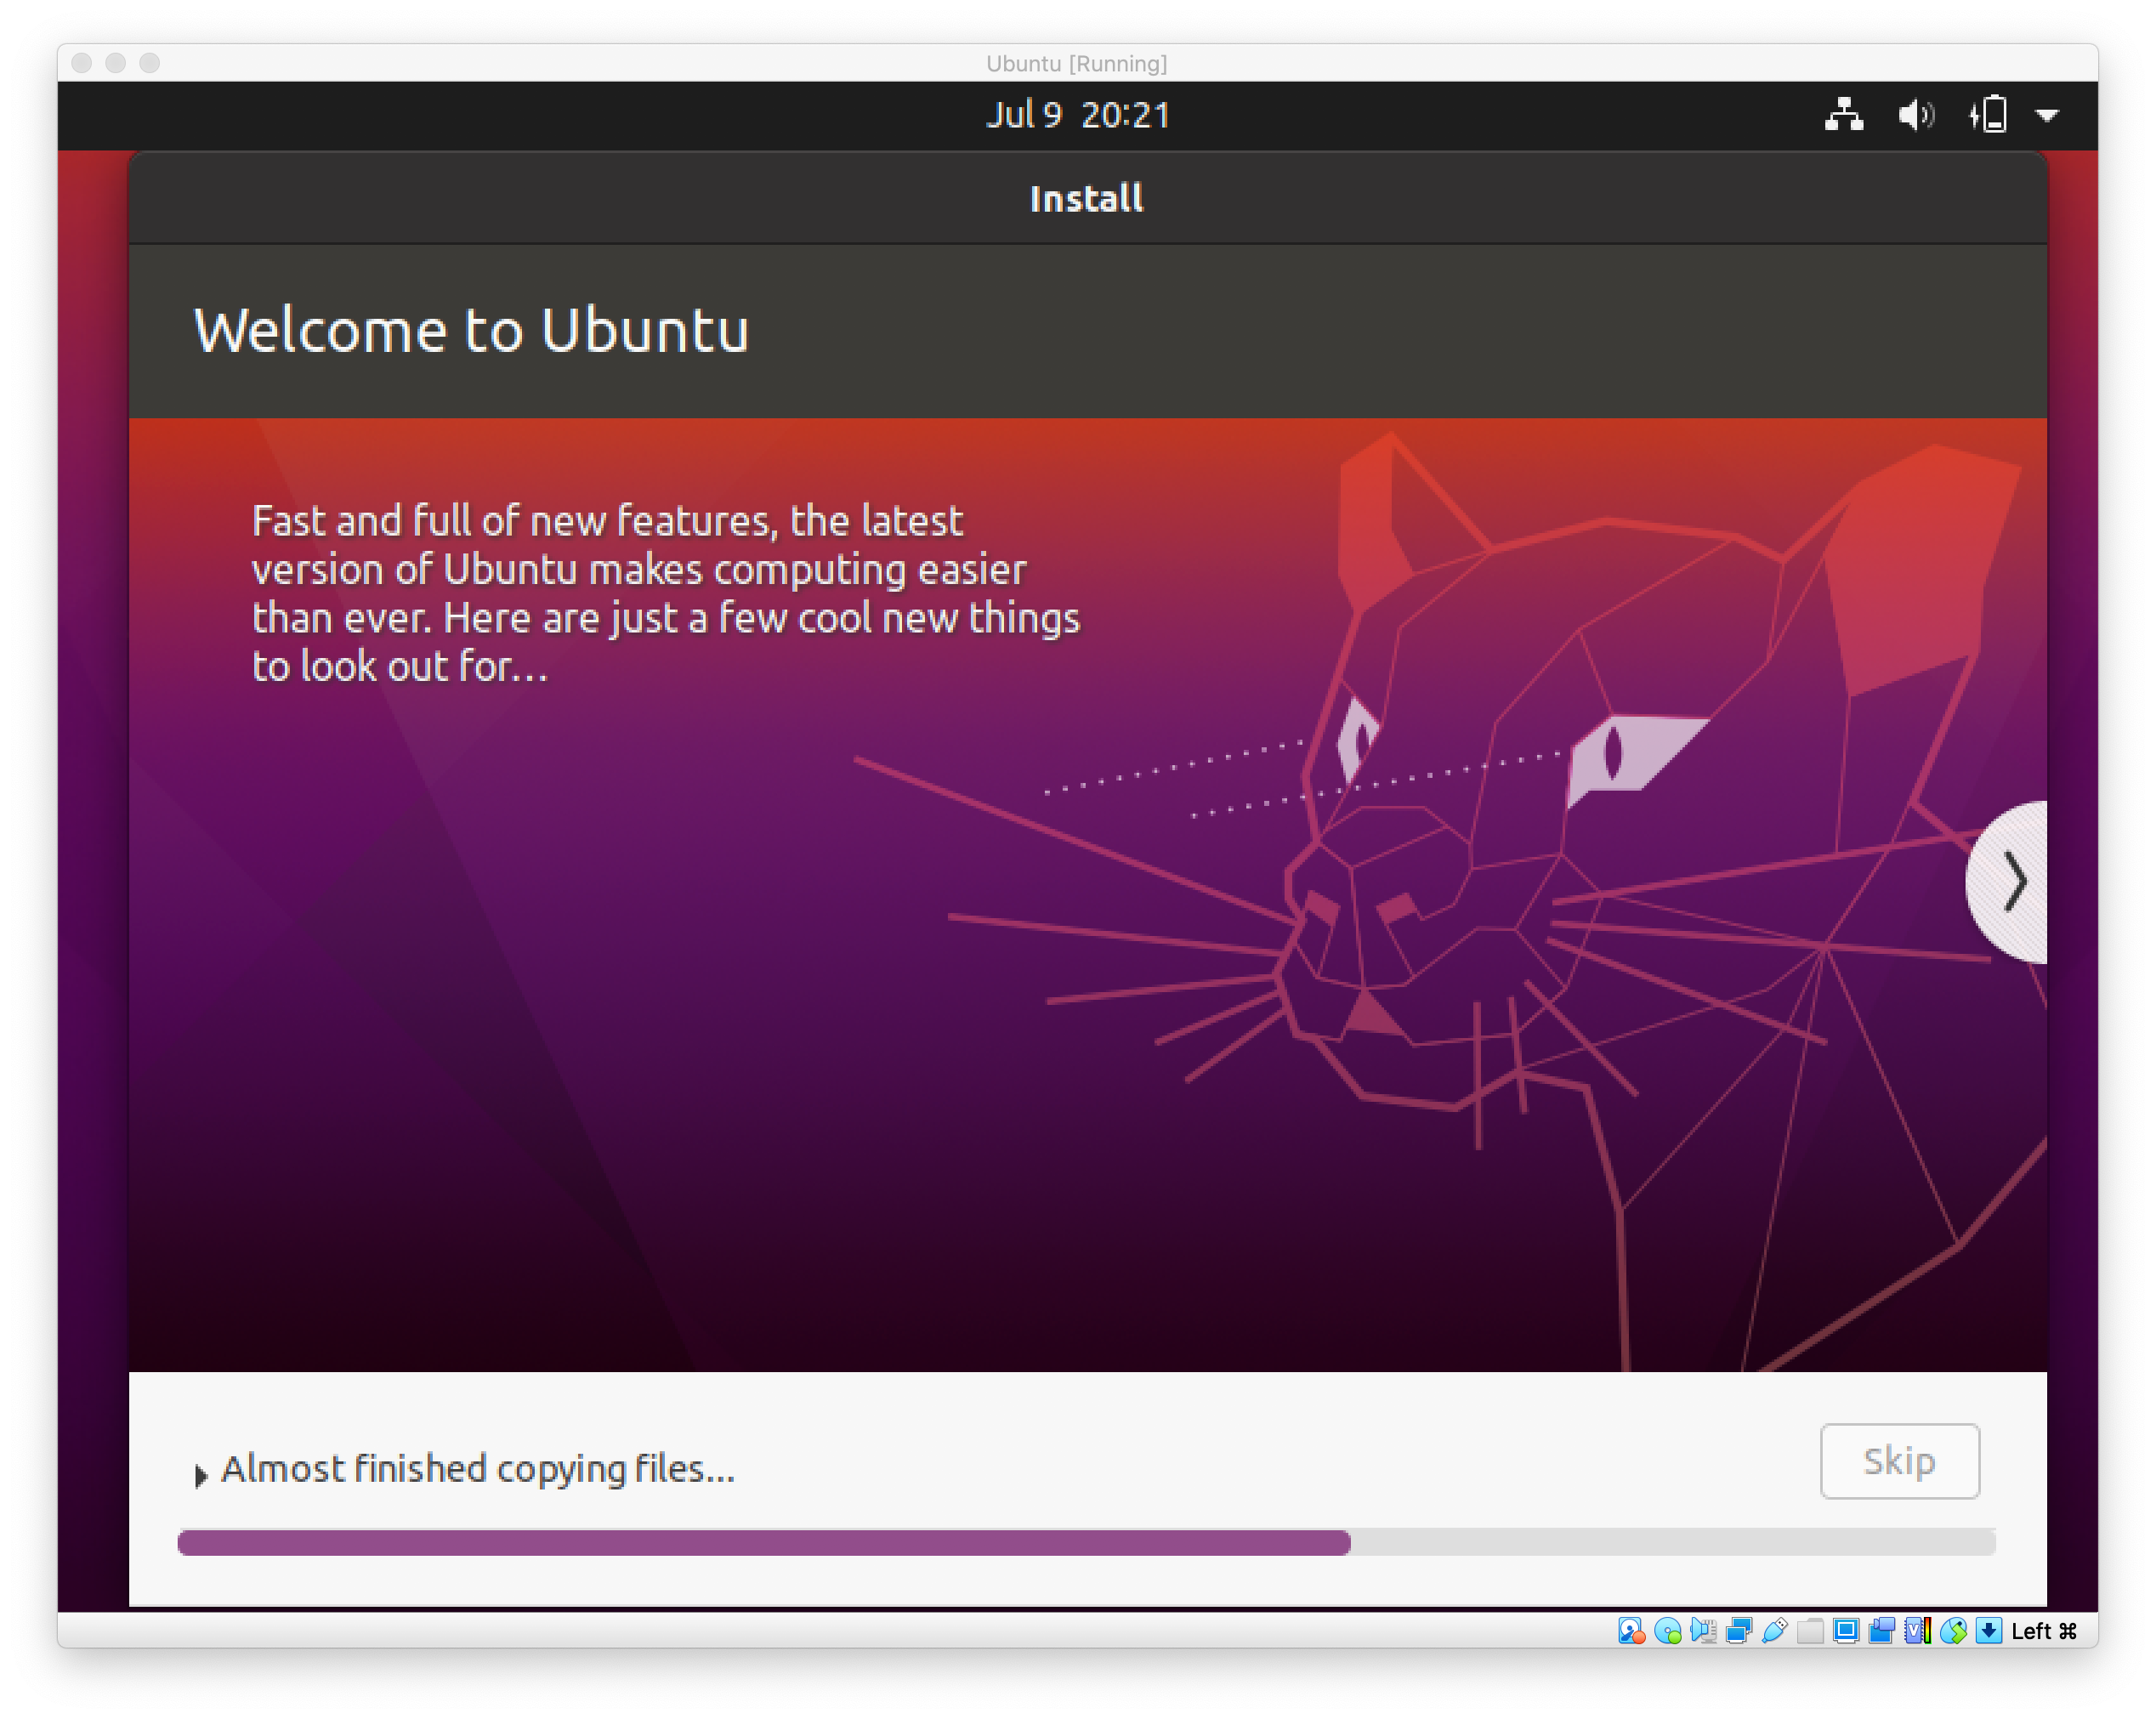 Ubuntu [Running]
Jul 9 20:21
Install
Welcome to Ubuntu
Fast and full of new features, the latest
version of Ubuntu makes computing easier
than ever. Here are just a few cool new things
to look out for...
Almost finished copying files...
Skip
Left ⌘